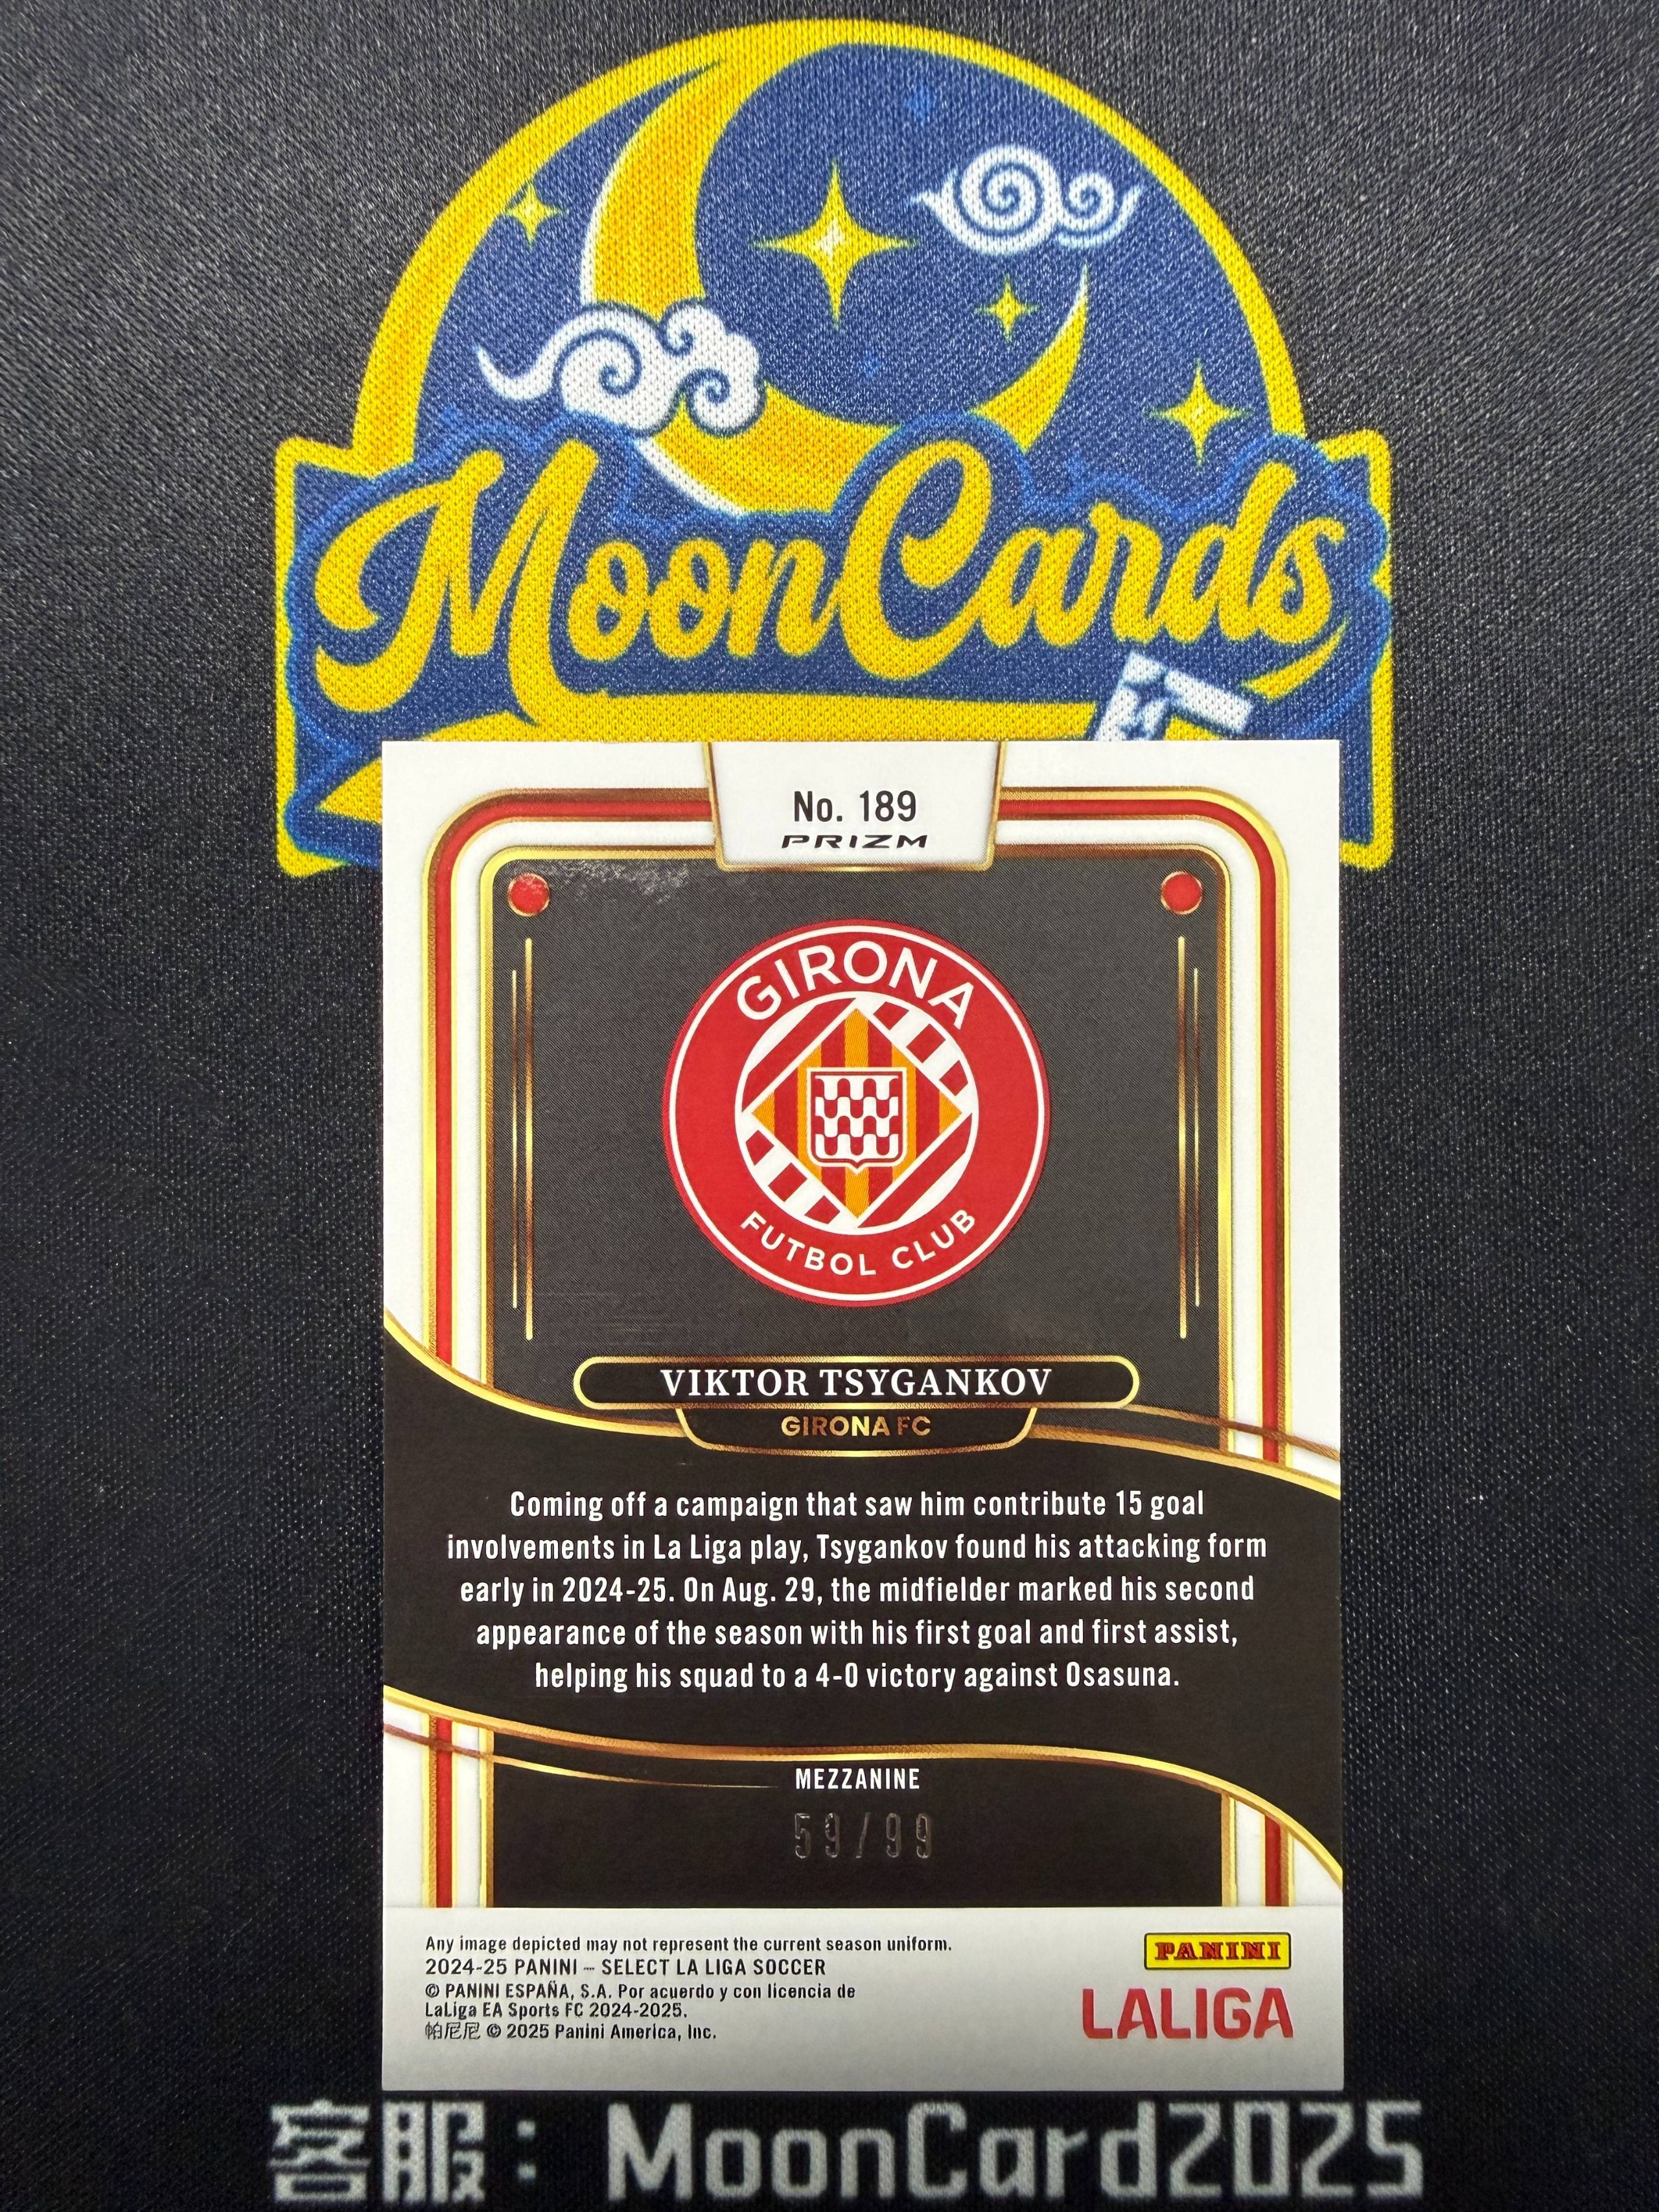 MoonCards
No. 189
PRIZM
GIRONA
FUTBOL CLUB
VIKTOR TSYGANKOV
GIRONA FC
Coming off a campaign that saw him contribute 15 goal
involvements in La Liga play, Tsygankov found his attacking form
early in 2024-25. On Aug. 29, the midfielder marked his second
appearance of the season with his first goal and first assist,
helping his squad to a 4-0 victory against Osasuna.
MEZZANINE
59/99
Any image depicted may not represent the current season uniform.
2024-25 PANINI – SELECT LA LIGA SOCCER
© PANINI ESPAÑA, S.A. Por acuerdo y con licencia de
LaLiga EA Sports FC 2024-2025.
帕尼尼 © 2025 Panini America, Inc.
PANINI
LALIGA
客服：MoonCard2025